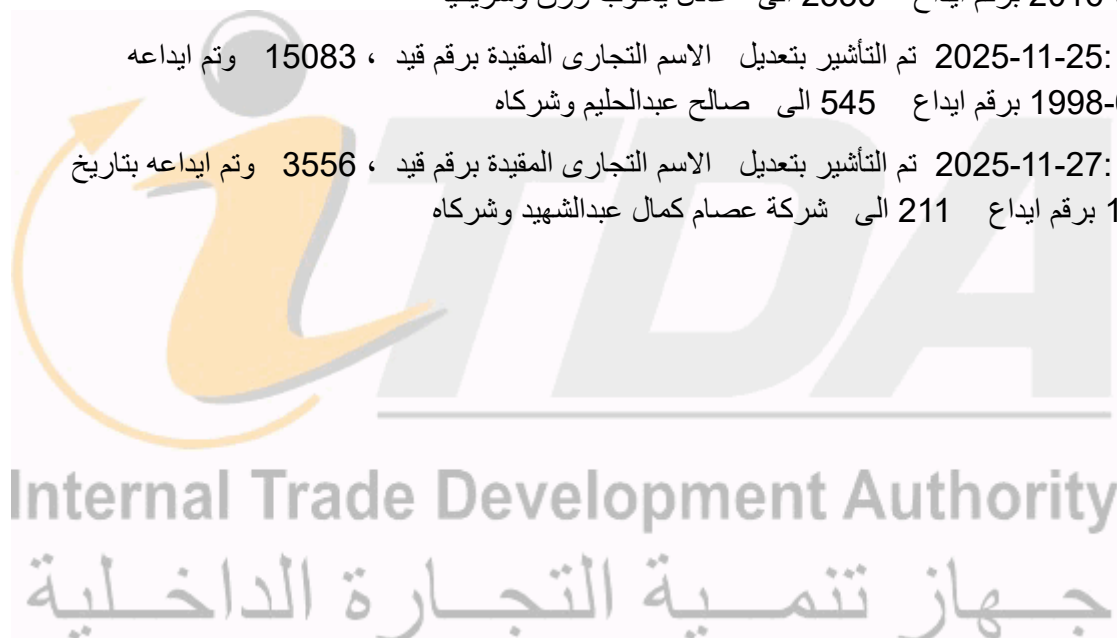 2025-11-25: تم التأشير بتعديل الاسم التجارى المقيدة برقم قيد ، 15083 وتم ايداعه
برقم ايداع 545 الى صالح عبدالحليم وشركاه
2025-11-27: تم التأشير بتعديل الاسم التجارى المقيدة برقم قيد ، 3556 وتم ايداعه بتاريخ
برقم ايداع 211 الى شركة عصام كمال عبدالشهيد وشركاه
iTDA
Internal Trade Development Authority
جهاز تنمية التجارة الداخلية